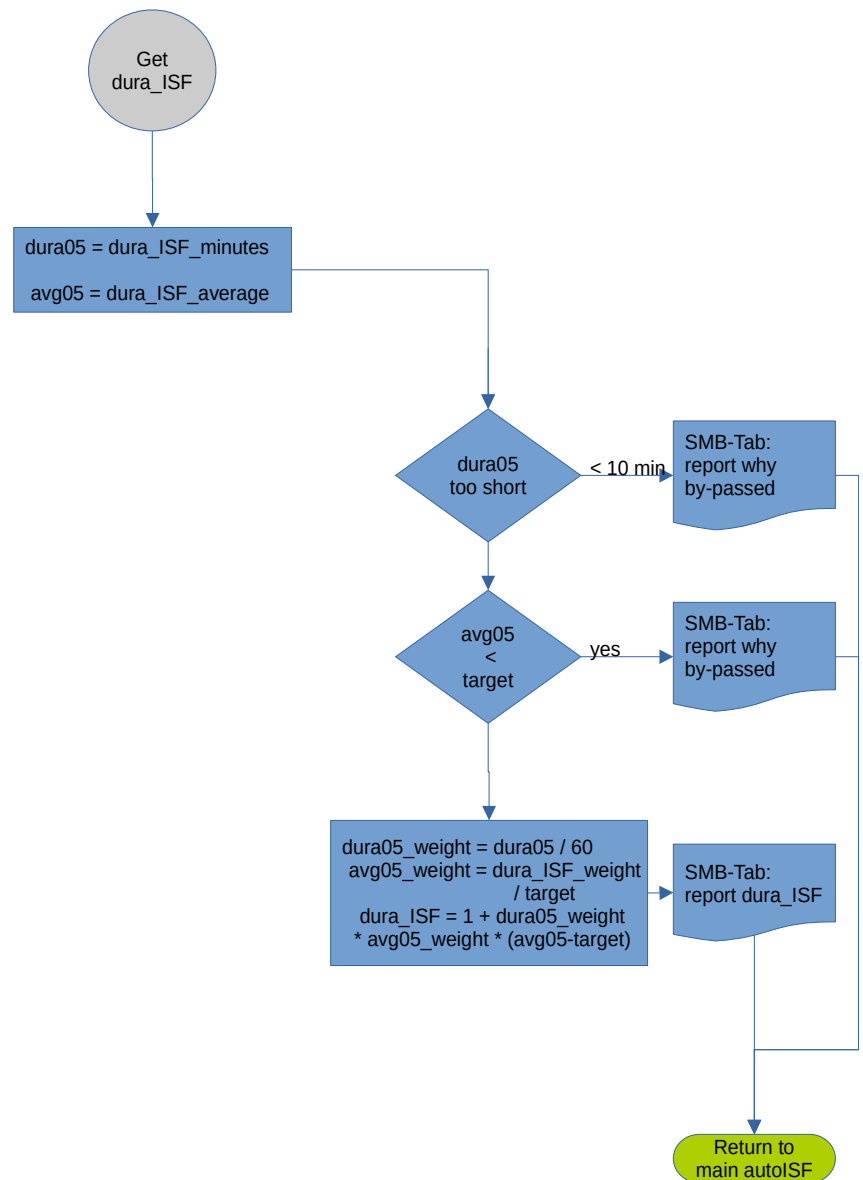 Get
dura_ISF
dura05 = dura_ISF_minutes
avg05 = dura_ISF_average
dura05
too short
< 10 min
SMB-Tab:
report why
by-passed
avg05
<
target
yes
SMB-Tab:
report why
by-passed
dura05_weight = dura05 / 60
avg05_weight = dura_ISF_weight
/ target
dura_ISF = 1 + dura05_weight
* avg05_weight * (avg05-target)
SMB-Tab:
report dura_ISF
Return to
main autoISF